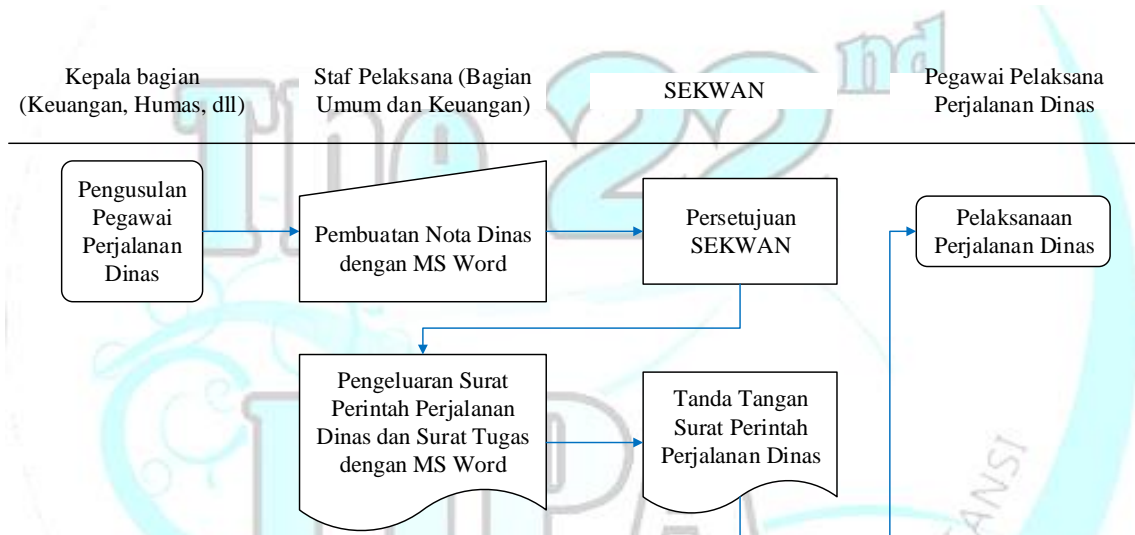 Kepala bagian
(Keuangan, Humas, dll)
Staf Pelaksana (Bagian
Umum dan Keuangan)
SEKWAN
Pegawai Pelaksana
Perjalanan Dinas
Pengusulan
Pegawai
Perjalanan
Dinas
Pembuatan Nota Dinas
dengan MS Word
Persetujuan
SEKWAN
Pelaksanaan
Perjalanan Dinas
Pengeluaran Surat
Perintah Perjalanan
Dinas dan Surat Tugas
dengan MS Word
Tanda Tangan
Surat Perintah
Perjalanan Dinas
The 22nd